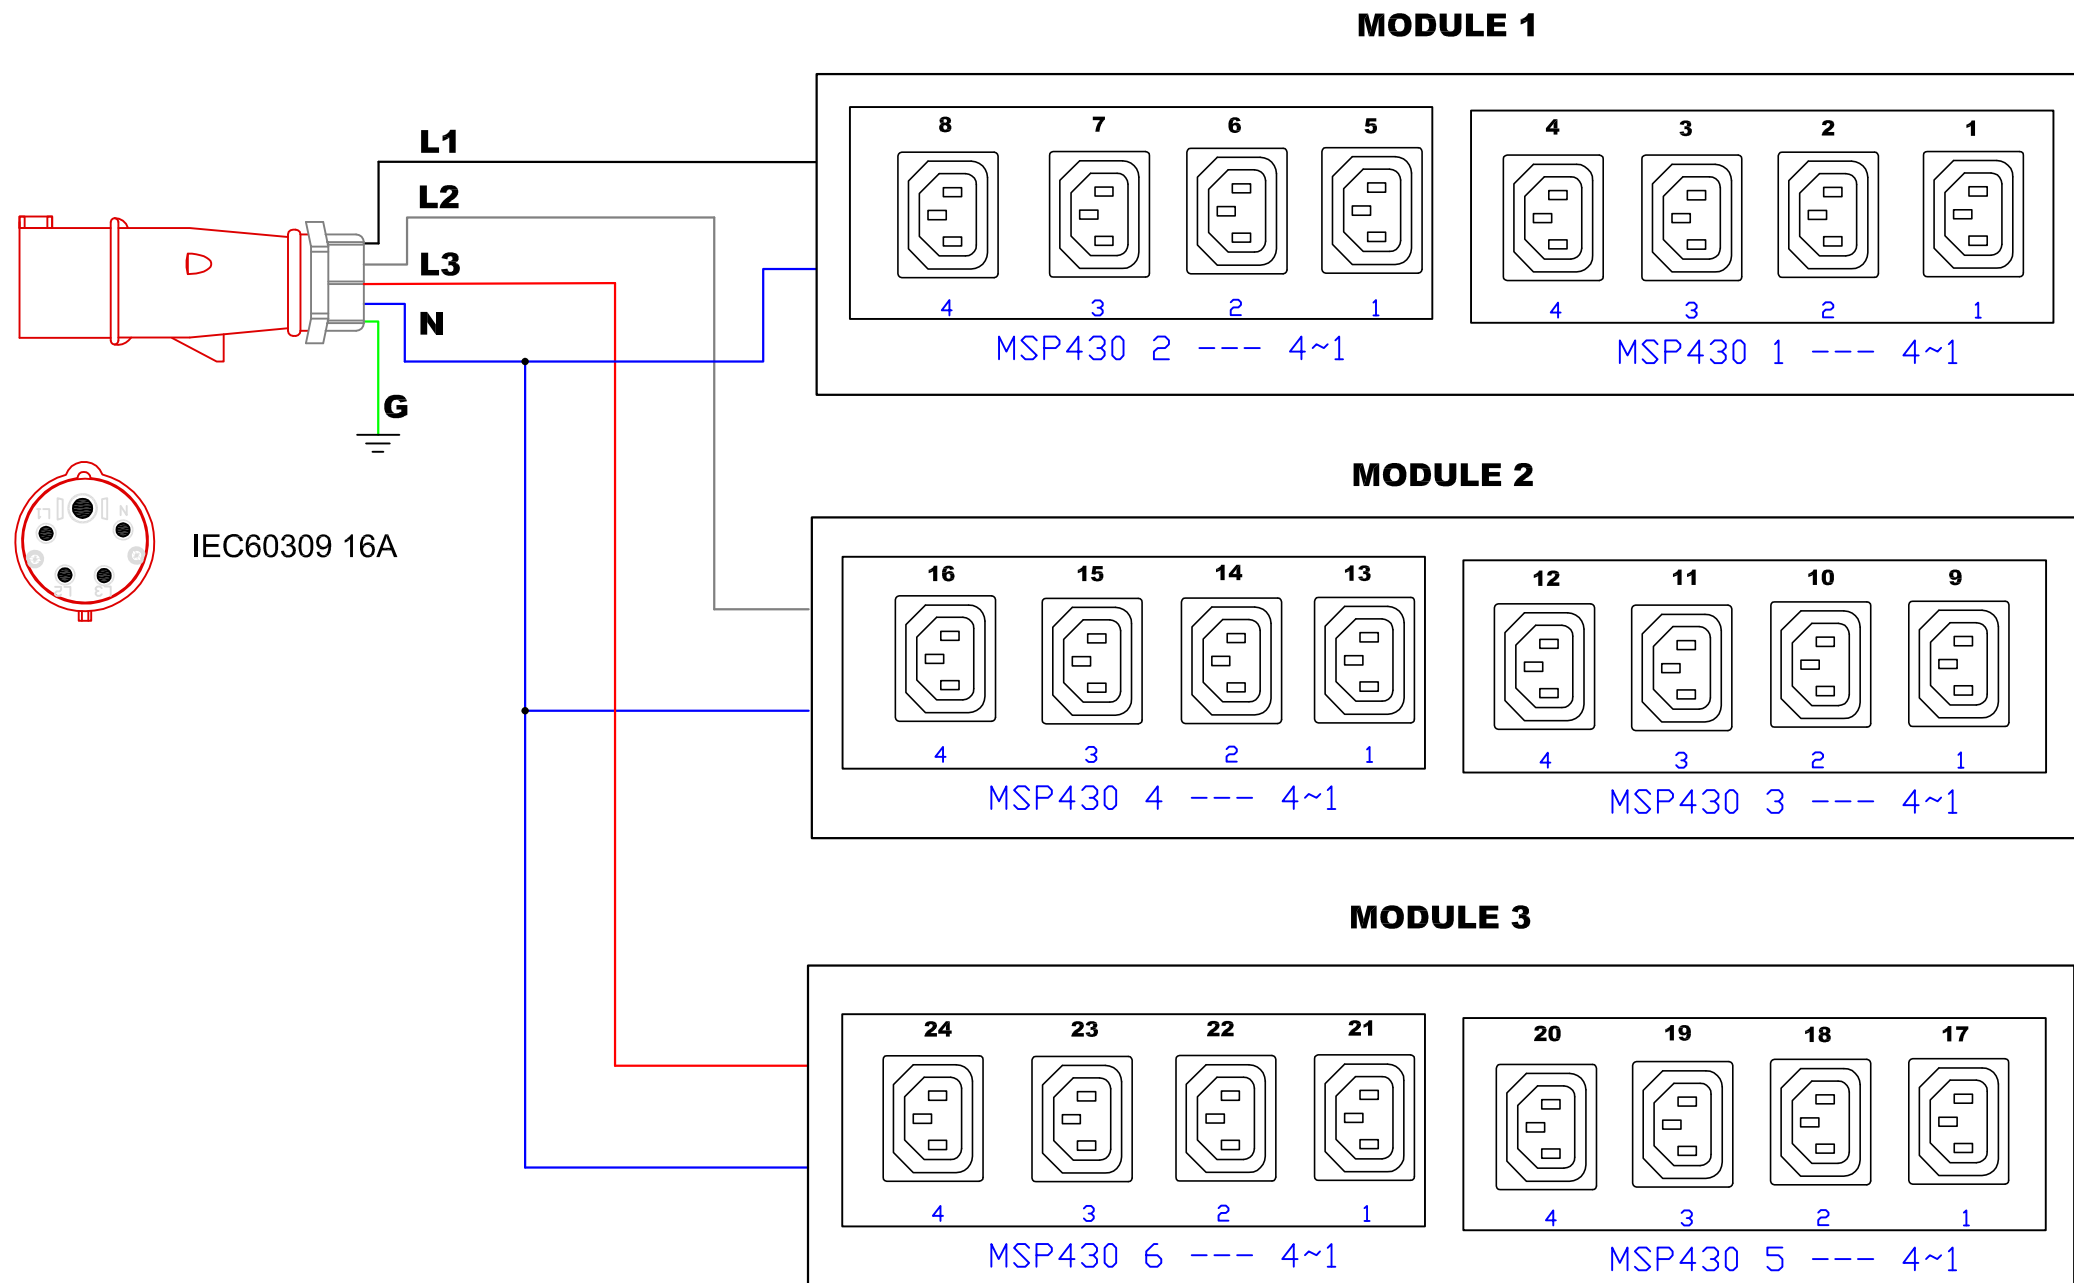 MODULE 1
L1
L2
L3
N
G
8 7 6 5
4 3 2 1
4 3 2 1
4 3 2 1
MSP430 2 --- 4~1
MSP430 1 --- 4~1
IEC60309 16A
L1
N
L2
L3
MODULE 2
16 15 14 13
12 11 10 9
4 3 2 1
4 3 2 1
MSP430 4 --- 4~1
MSP430 3 --- 4~1
MODULE 3
24 23 22 21
20 19 18 17
4 3 2 1
4 3 2 1
MSP430 6 --- 4~1
MSP430 5 --- 4~1